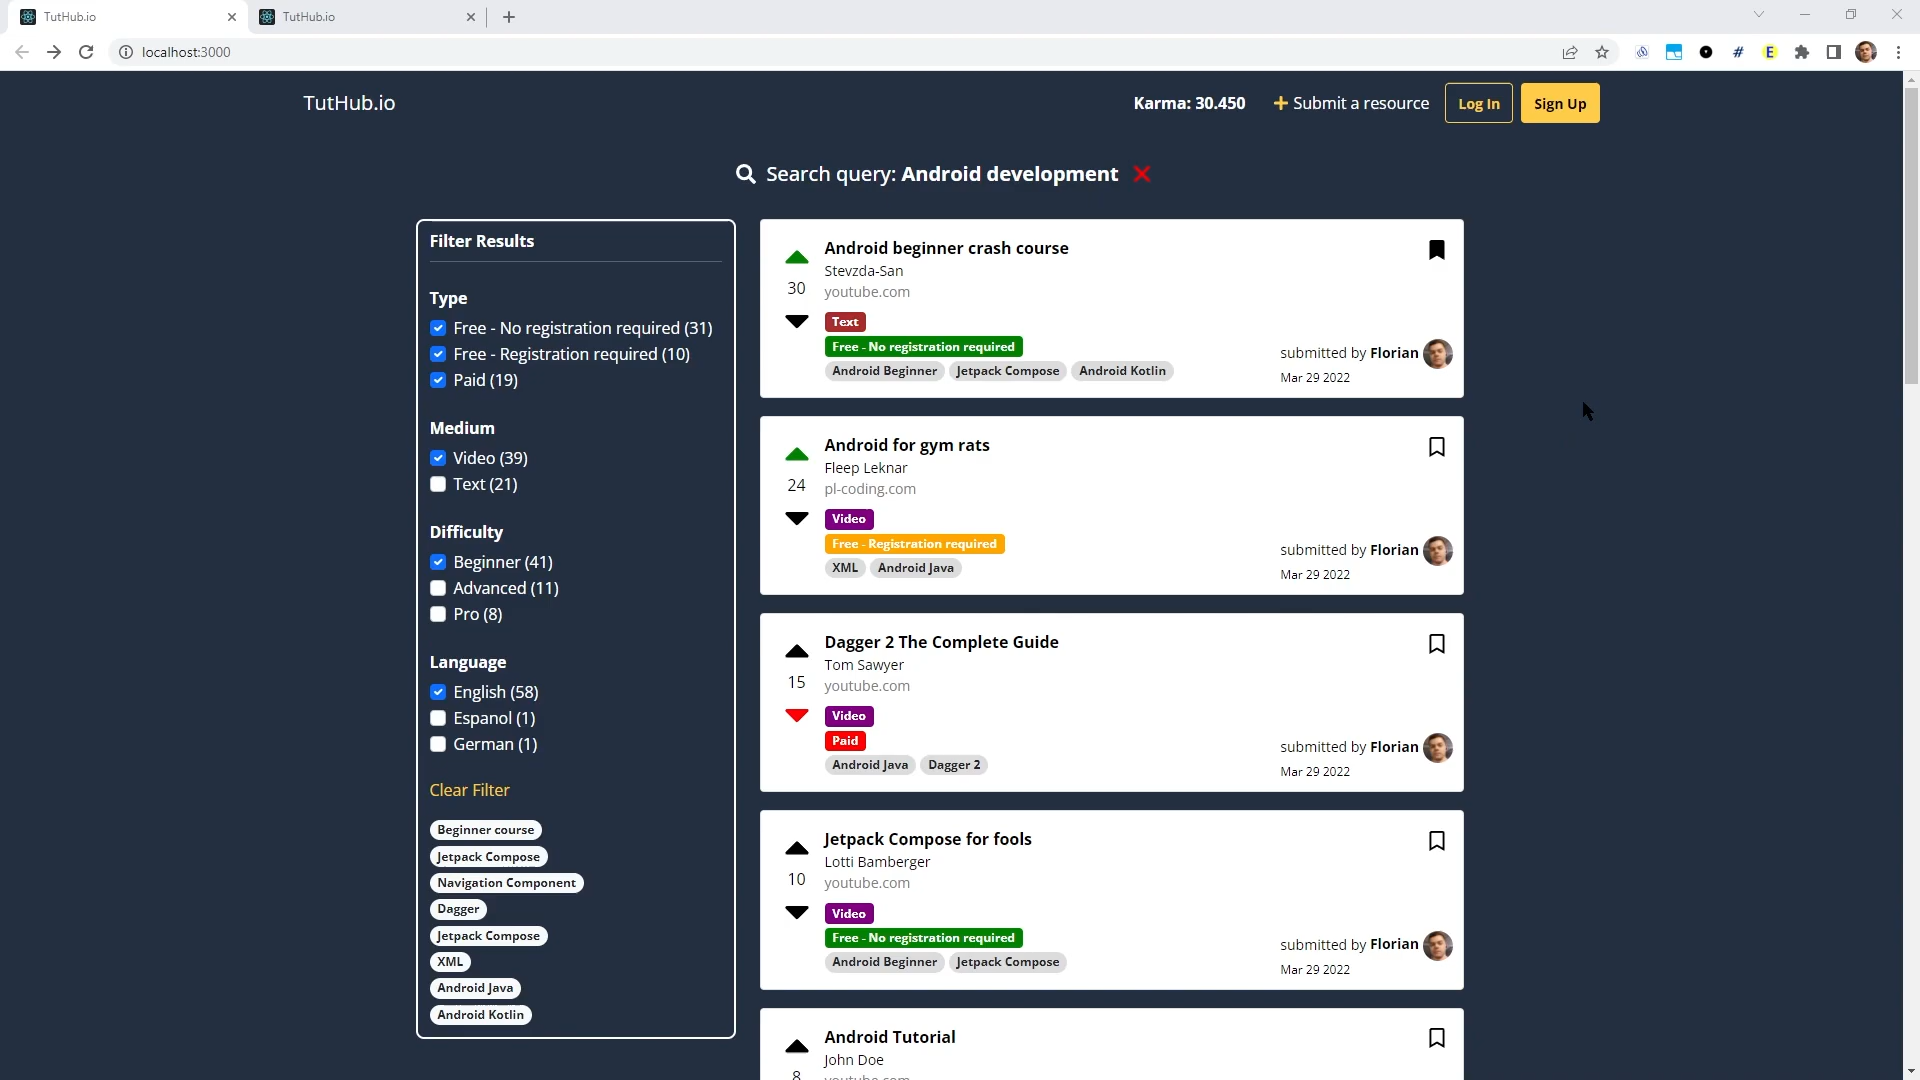 TutHub.io
TutHub.io
localhost:3000
#
E
TutHub.io
Karma: 30.450
Submit a resource
Log In
Sign Up
Search query: Android development
Filter Results
Type
Free - No registration required (31)
Free - Registration required (10)
Paid (19)
Medium
Video (39)
Text (21)
Difficulty
Beginner (41)
Advanced (11)
Pro (8)
Language
English (58)
Espanol (1)
German (1)
Clear Filter
Beginner course
Jetpack Compose
Navigation Component
Dagger
Jetpack Compose
XML
Android Java
Android Kotlin
Android beginner crash course
Stevzda-San
30
youtube.com
Text
Free - No registration required
Android Beginner Jetpack Compose Android Kotlin
submitted by Florian
Mar 29 2022
Android for gym rats
Fleep Leknar
24
pl-coding.com
Video
Free - Registration required
XML Android Java
submitted by Florian
Mar 29 2022
Dagger 2 The Complete Guide
Tom Sawyer
15
youtube.com
Video
Paid
Android Java Dagger 2
submitted by Florian
Mar 29 2022
Jetpack Compose for fools
Lotti Bamberger
10
youtube.com
Video
Free - No registration required
Android Beginner Jetpack Compose
submitted by Florian
Mar 29 2022
Android Tutorial
John Doe
8
youtube.com